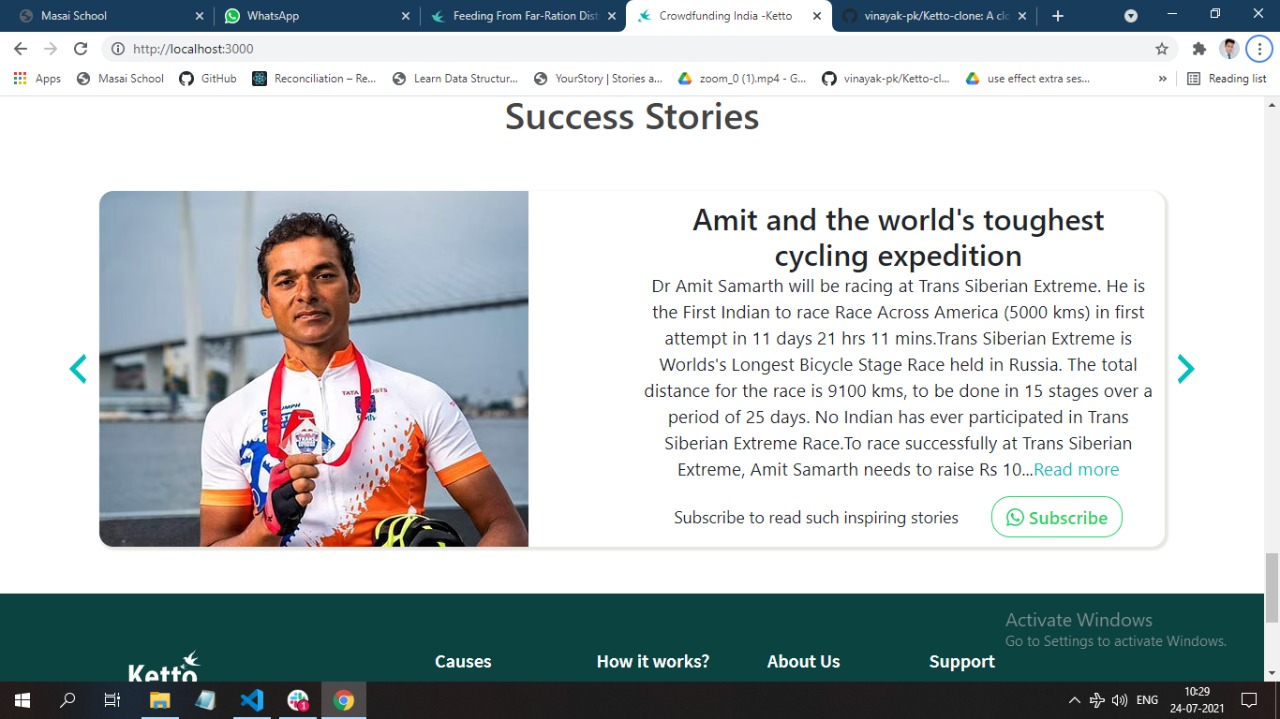 Masai School
WhatsApp
Feeding From Far-Ration Dist
Crowdfunding India -Ketto
vinayak-pk/Ketto-clone: A clo
http://localhost:3000
Apps
Masai School
GitHub
Reconciliation – Re...
Learn Data Structur...
YourStory | Stories a...
zoom_0 (1).mp4 - G...
vinayak-pk/Ketto-cl...
use effect extra ses...
»
Reading list
Success Stories
Amit and the world's toughest
cycling expedition
Dr Amit Samarth will be racing at Trans Siberian Extreme. He is
the First Indian to race Race Across America (5000 kms) in first
attempt in 11 days 21 hrs 11 mins.Trans Siberian Extreme is
Worlds's Longest Bicycle Stage Race held in Russia. The total
distance for the race is 9100 kms, to be done in 15 stages over a
period of 25 days. No Indian has ever participated in Trans
Siberian Extreme Race.To race successfully at Trans Siberian
Extreme, Amit Samarth needs to raise Rs 10...Read more
Subscribe to read such inspiring stories
Subscribe
Activate Windows
Go to Settings to activate Windows.
Ketto
Causes
How it works?
About Us
Support
1
ENG
10:29
24-07-2021